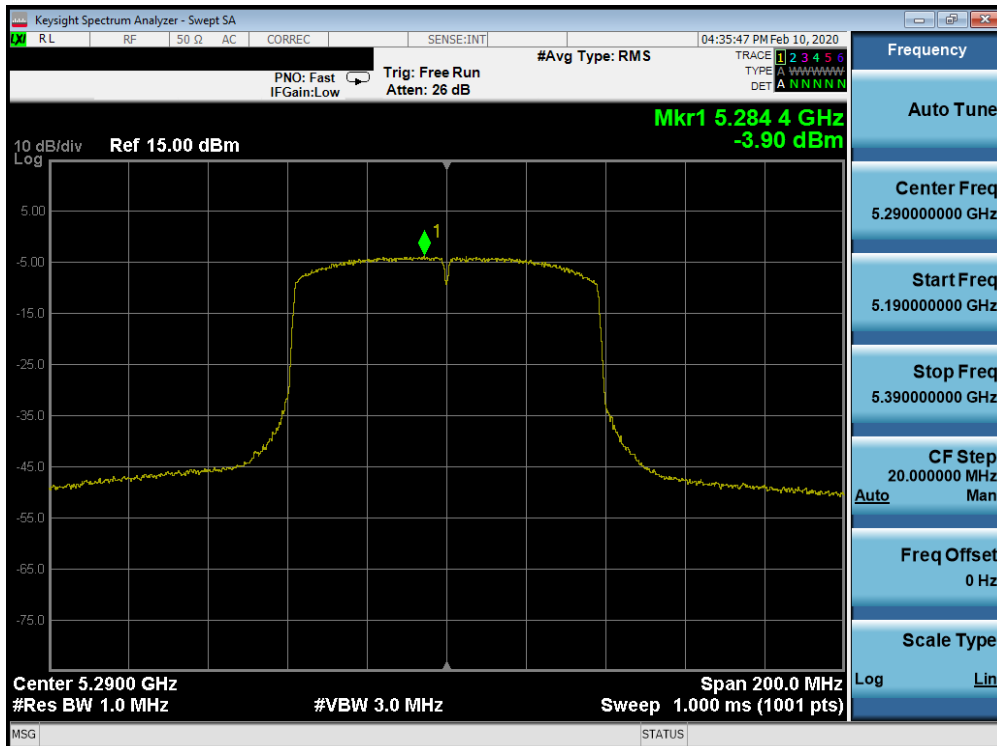 Keysight Spectrum Analyzer - Swept SA
LXI RL RF 50 Ω AC CORREC SENSE:INT 04:35:47 PM Feb 10, 2020
#Avg Type: RMS
TRACE 1 2 3 4 5 6
PNO: Fast Trig: Free Run
TYPE A WWWWW
IFGain:Low Atten: 26 dB
DET A N N N N N
Mkr1 5.284 4 GHz
-3.90 dBm
10 dB/div Ref 15.00 dBm
Log
1
5.00
-5.00
-15.0
-25.0
-35.0
-45.0
-55.0
-65.0
-75.0
Center 5.2900 GHz Span 200.0 MHz
#Res BW 1.0 MHz #VBW 3.0 MHz Sweep 1.000 ms (1001 pts)
MSG STATUS
Frequency
Auto Tune
Center Freq
5.290000000 GHz
Start Freq
5.190000000 GHz
Stop Freq
5.390000000 GHz
CF Step
20.000000 MHz
Auto Man
Freq Offset
0 Hz
Scale Type
Log Lin